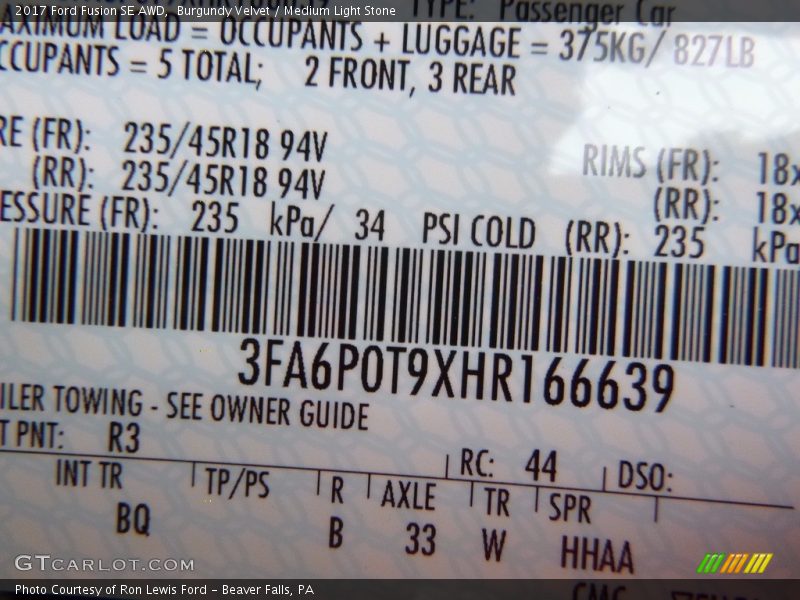 2017 Ford Fusion SE AWD, Burgundy Velvet / Medium Light Stone
TYPE: Passenger Car
AXIMUM LOAD = OCCUPANTS + LUGGAGE = 375KG/ 827LB
CCUPANTS = 5 TOTAL; 2 FRONT, 3 REAR
RE (FR): 235/45R18 94V RIMS (FR): 18x
(RR): 235/45R18 94V (RR): 18x
ESSURE (FR): 235 kPa/ 34 PSI COLD (RR): 235 kPa
3FA6P0T9XHR166639
ILER TOWING - SEE OWNER GUIDE
T PNT: R3 RC: 44 DSO:
INT TR TP/PS R AXLE TR SPR
BQ B 33 W HHAA
GTCARLOT.COM
Photo Courtesy of Ron Lewis Ford - Beaver Falls, PA